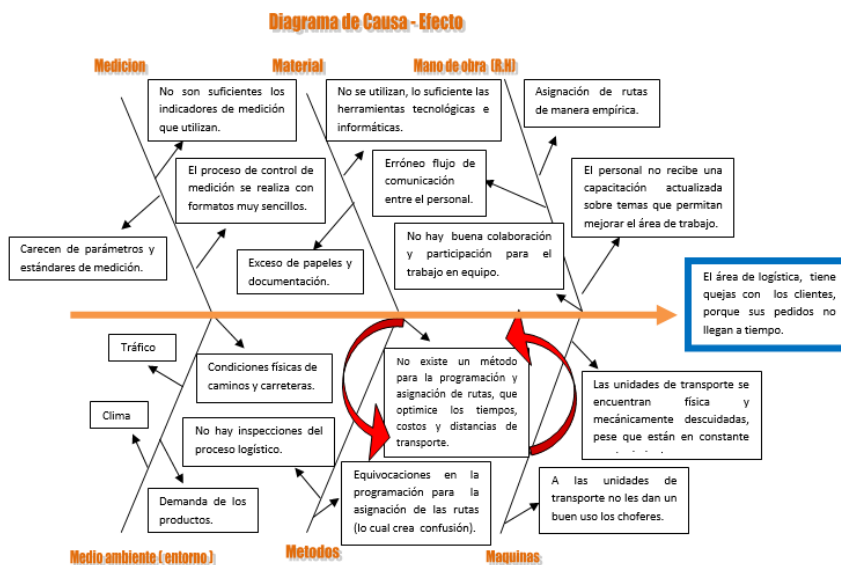 Diagrama de Causa - Efecto
Medicion
Material
Mano de obra (R.H)
No son suficientes los
indicadores de medición
que utilizan.
No se utilizan, lo suficiente las
herramientas tecnológicas e
informáticas.
Asignación de rutas
de manera empírica.
El proceso de control de
medición se realiza con
formatos muy sencillos.
Erróneo flujo de
comunicación
entre el personal.
El personal no recibe una
capacitación actualizada
sobre temas que permitan
mejorar el área de trabajo.
Carecen de parámetros y
estándares de medición.
Exceso de papeles y
documentación.
No hay buena colaboración
y participación para el
trabajo en equipo.
El área de logística, tiene
quejas con los clientes,
porque sus pedidos no
llegan a tiempo.
Tráfico
Condiciones físicas de
caminos y carreteras.
No existe un método
para la programación y
asignación de rutas, que
optimice los tiempos,
costos y distancias de
transporte.
Las unidades de transporte se
encuentran física y
mecánicamente descuidadas,
pese que están en constante
Clima
No hay inspecciones del
proceso logístico.
Demanda de los
productos.
Equivocaciones en la
programación para la
asignación de las rutas
(lo cual crea confusión).
A las unidades de
transporte no les dan un
buen uso los choferes.
Medio ambiente ( entorno )
Metodos
Maquinas